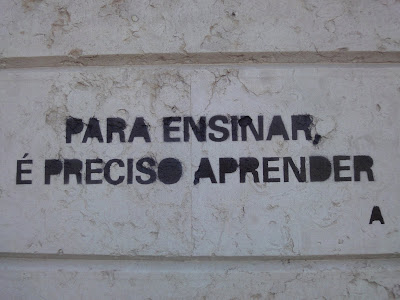 PARA ENSINAR,
É PRECISO APRENDER
A